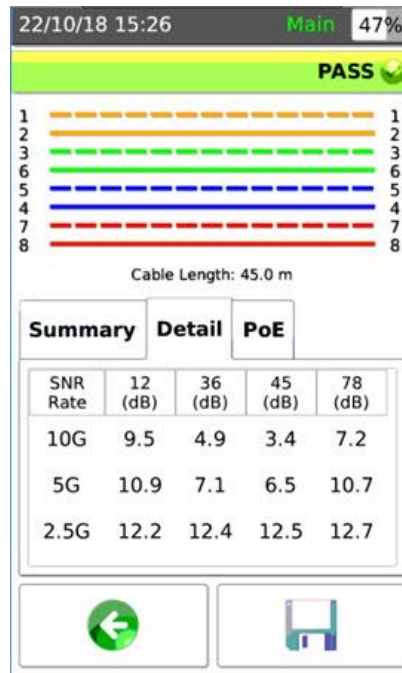 22/10/18 15:26 Main 47%
PASS
1 1
2 2
3 3
6 6
5 5
4 4
7 7
8 8
Cable Length: 45.0 m
Summary Detail PoE
SNR Rate 12 (dB) 36 (dB) 45 (dB) 78 (dB)
10G 9.5 4.9 3.4 7.2
5G 10.9 7.1 6.5 10.7
2.5G 12.2 12.4 12.5 12.7